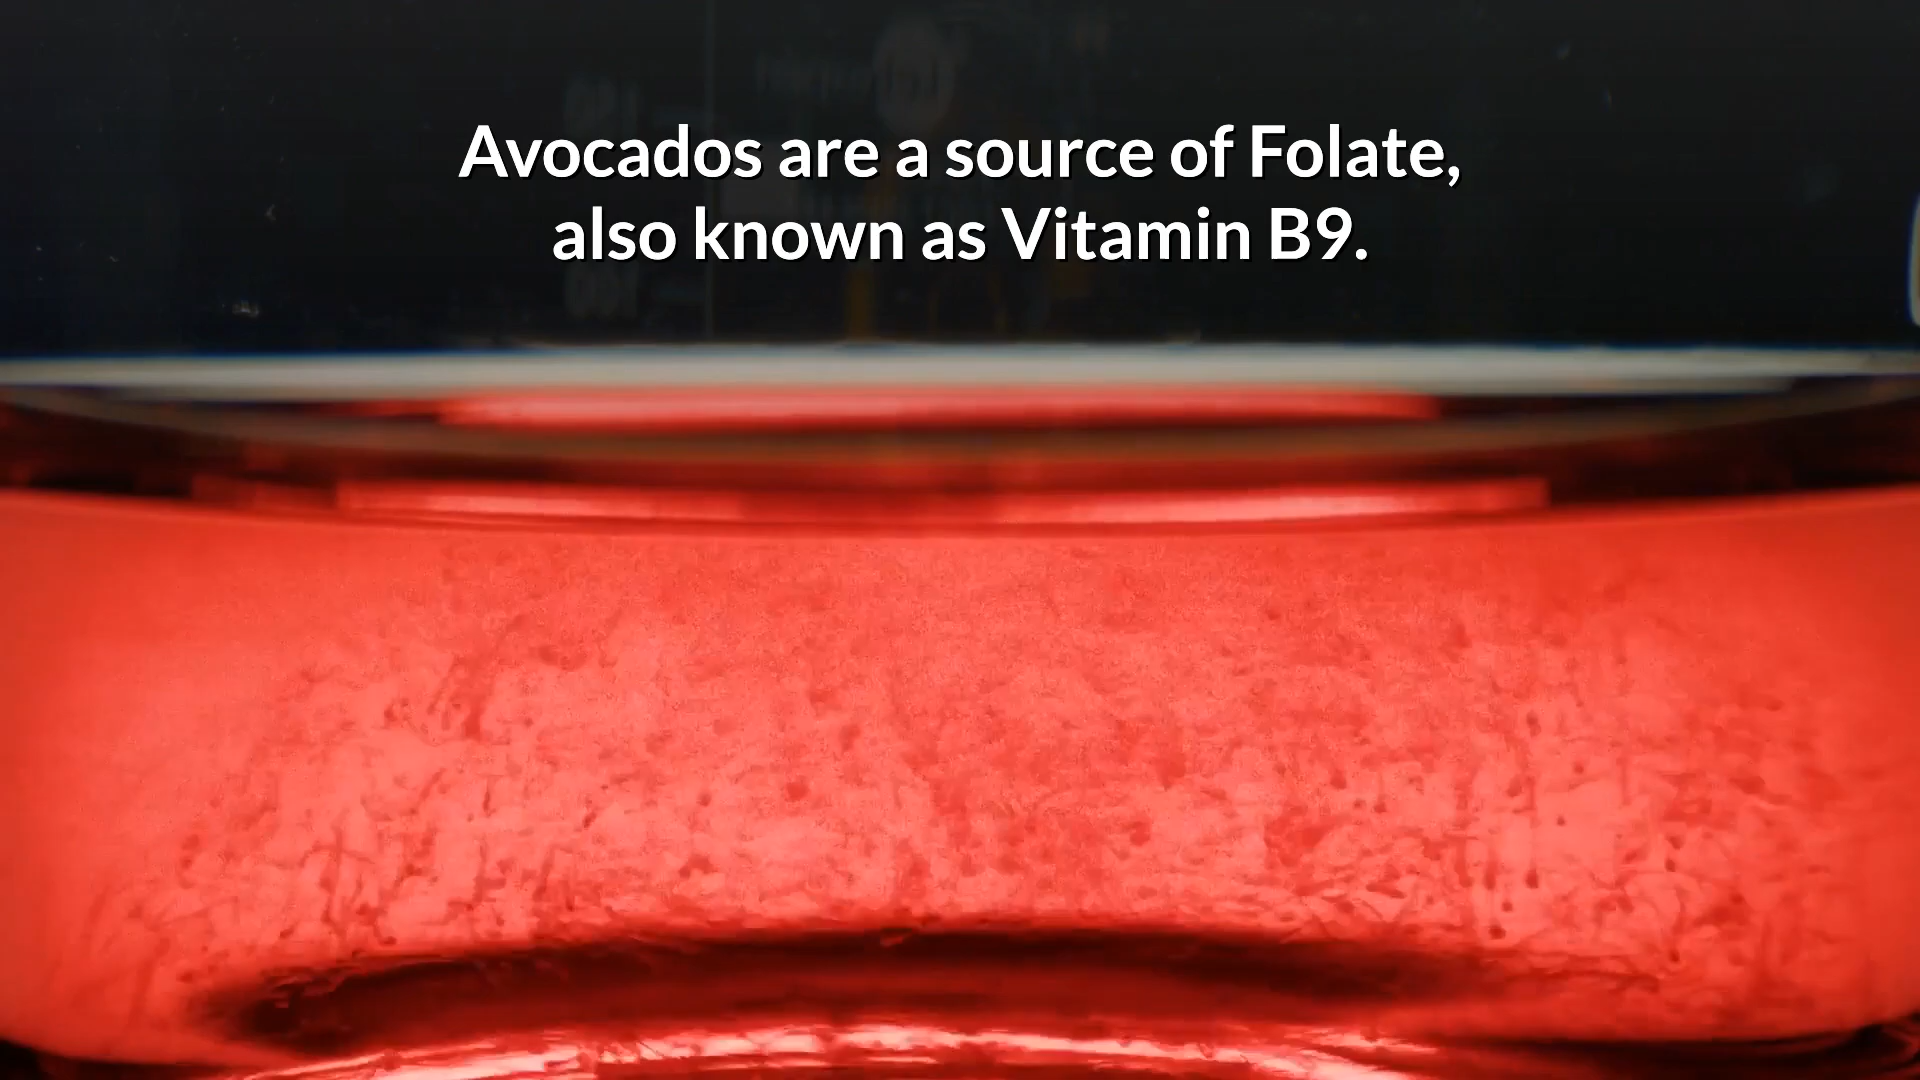 Avocados are a source of Folate,
also known as Vitamin B9.